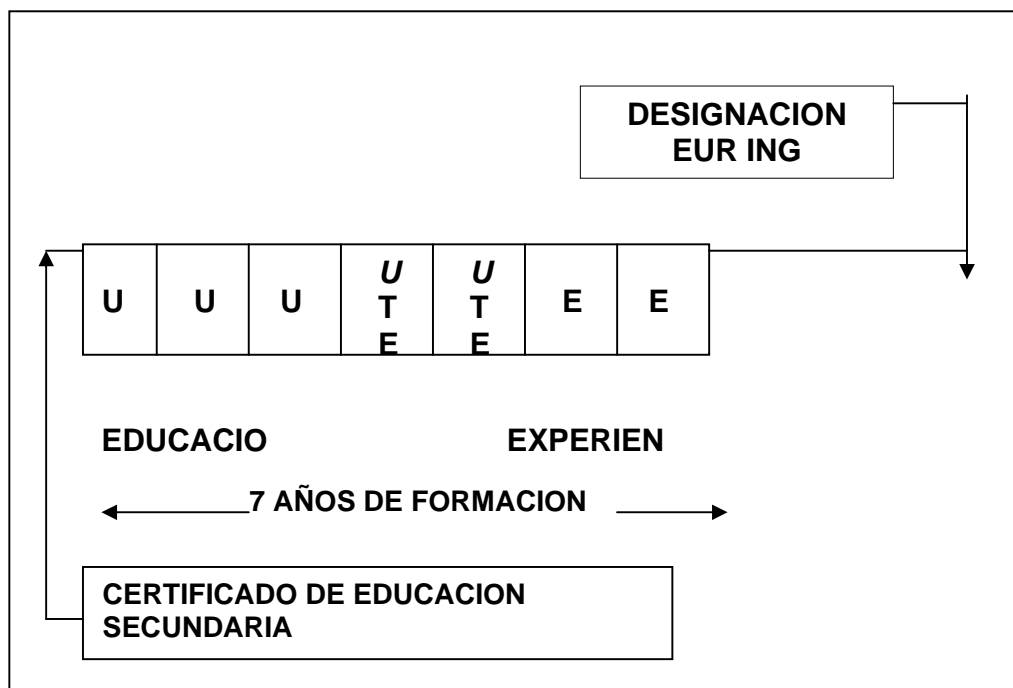 DESIGNACION
EUR ING
U U U U T E U T E E E
EDUCACIO EXPERIEN
7 AÑOS DE FORMACION
CERTIFICADO DE EDUCACION
SECUNDARIA